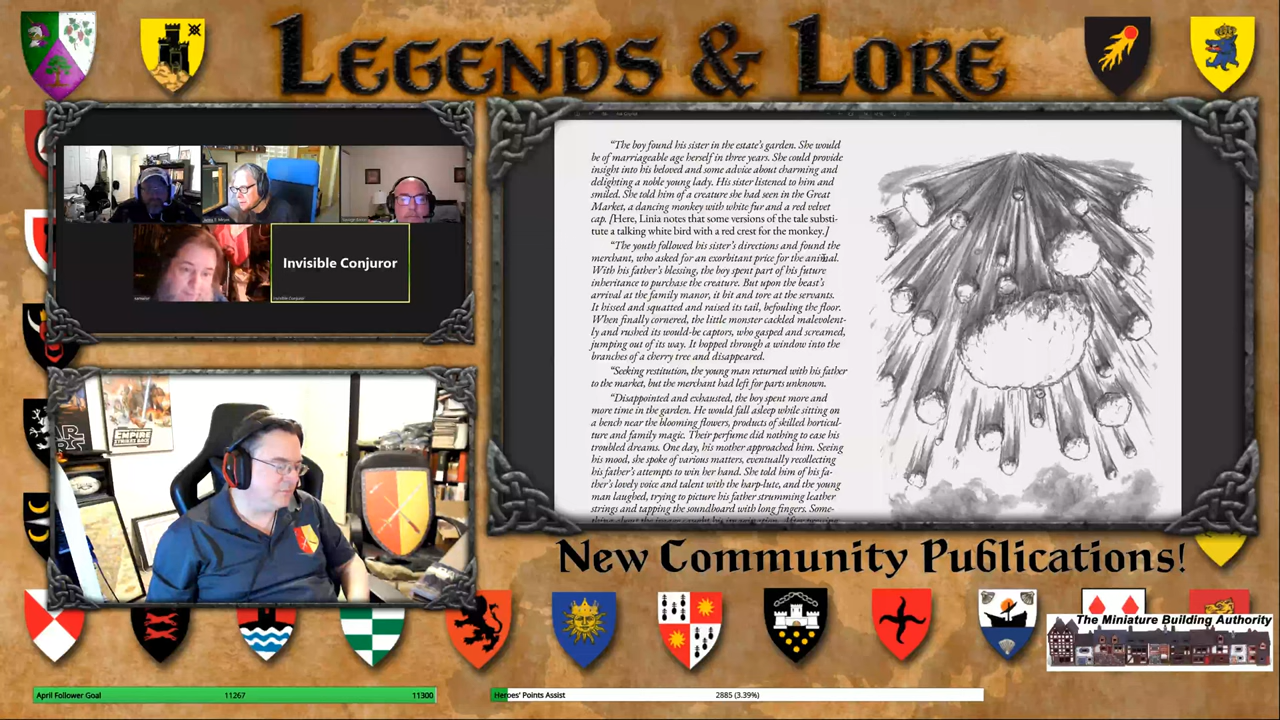 LEGENDS & LORE
Invisible Conjuror
THE EMPIRE STRIKES BACK
“The boy found his sister in the estate’s garden. She would
be of marriageable age herself in three years. She could provide
insight into his beloved and some advice about charming and
delighting a noble young lady. His sister listened to him and
smiled. She told him of a creature she had seen in the Great
Market, a dancing monkey with white fur and a red velvet
cap. [Here, Linia notes that some versions of the tale substi-
tute a talking white bird with a red crest for the monkey.]
“The youth followed his sister’s directions and found the
merchant, who asked for an exorbitant price for the animal.
With his father’s blessing, the boy spent part of his future
inheritance to purchase the creature. But upon the beast’s
arrival at the family manor, it bit and tore at the servants.
It hissed and squatted and raised its tail, befouling the floor.
When finally cornered, the little monster cackled malevolent-
ly and rushed its would-be captors, who gasped and screamed,
jumping out of its way. It hopped through a window into the
branches of a cherry tree and disappeared.
“Seeking restitution, the young man returned with his father
to the market, but the merchant had left for parts unknown.
“Disappointed and exhausted, the boy spent more and
more time in the garden. He would fall asleep while sitting on
a bench near the blooming flowers, products of skilled horticul-
ture and family magic. Their perfume did nothing to ease his
troubled dreams. One day, his mother approached him. Seeing
his mood, she spoke of various matters, eventually recollecting
his father’s attempts to win her hand. She told him of his fa-
ther’s lovely voice and talent with the harp-lute, and the young
man laughed, trying to picture his father strumming leather
strings and tapping the soundboard with long fingers. Some-
New Community Publications!
The Miniature Building Authority
April Follower Goal 11267 11300
Heroes' Points Assist 2885 (3.39%)